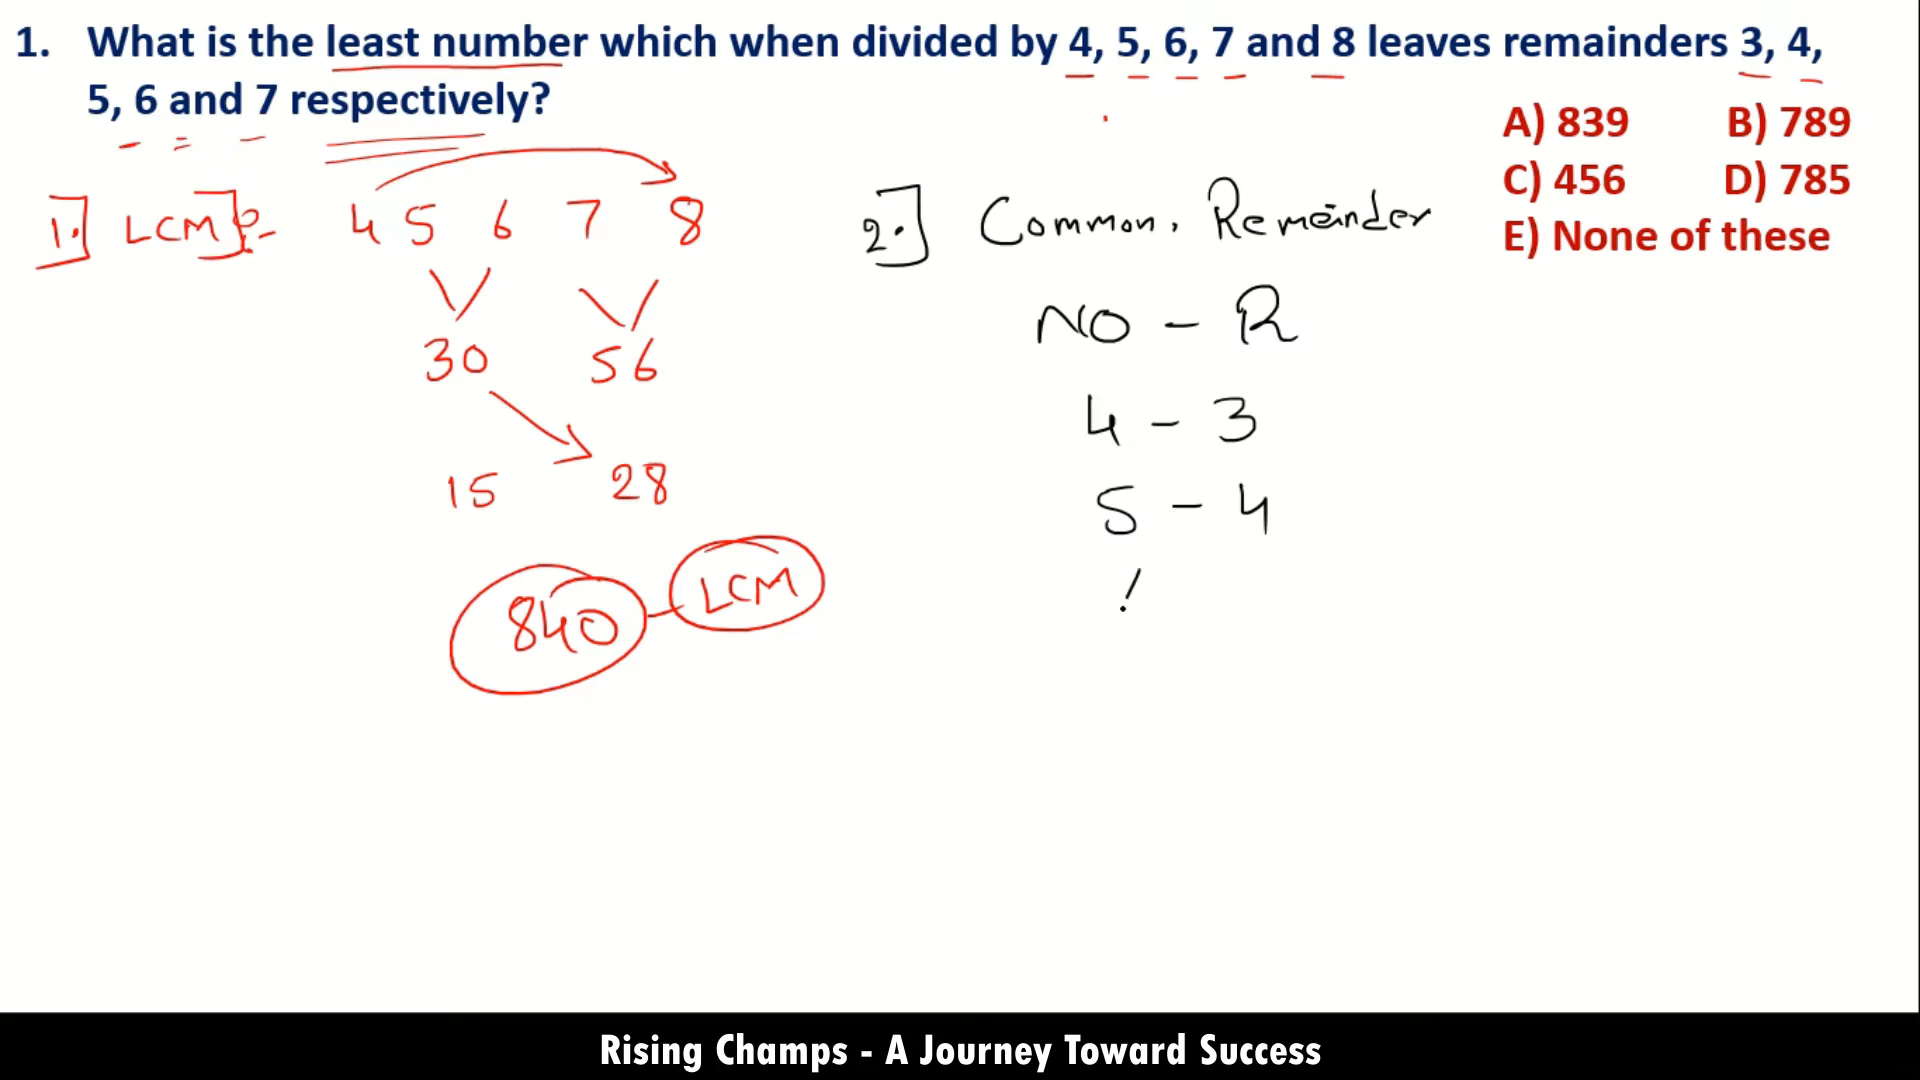 1. What is the least number which when divided by 4, 5, 6, 7 and 8 leaves remainders 3, 4,
5, 6 and 7 respectively?
A) 839 B) 789
C) 456 D) 785
E) None of these
1.] LCM]:- 4 5 6 7 8
30 56
15 28
840 - LCM
2.] Common, Remainder
NO - R
4 - 3
5 - 4
Rising Champs - A Journey Toward Success